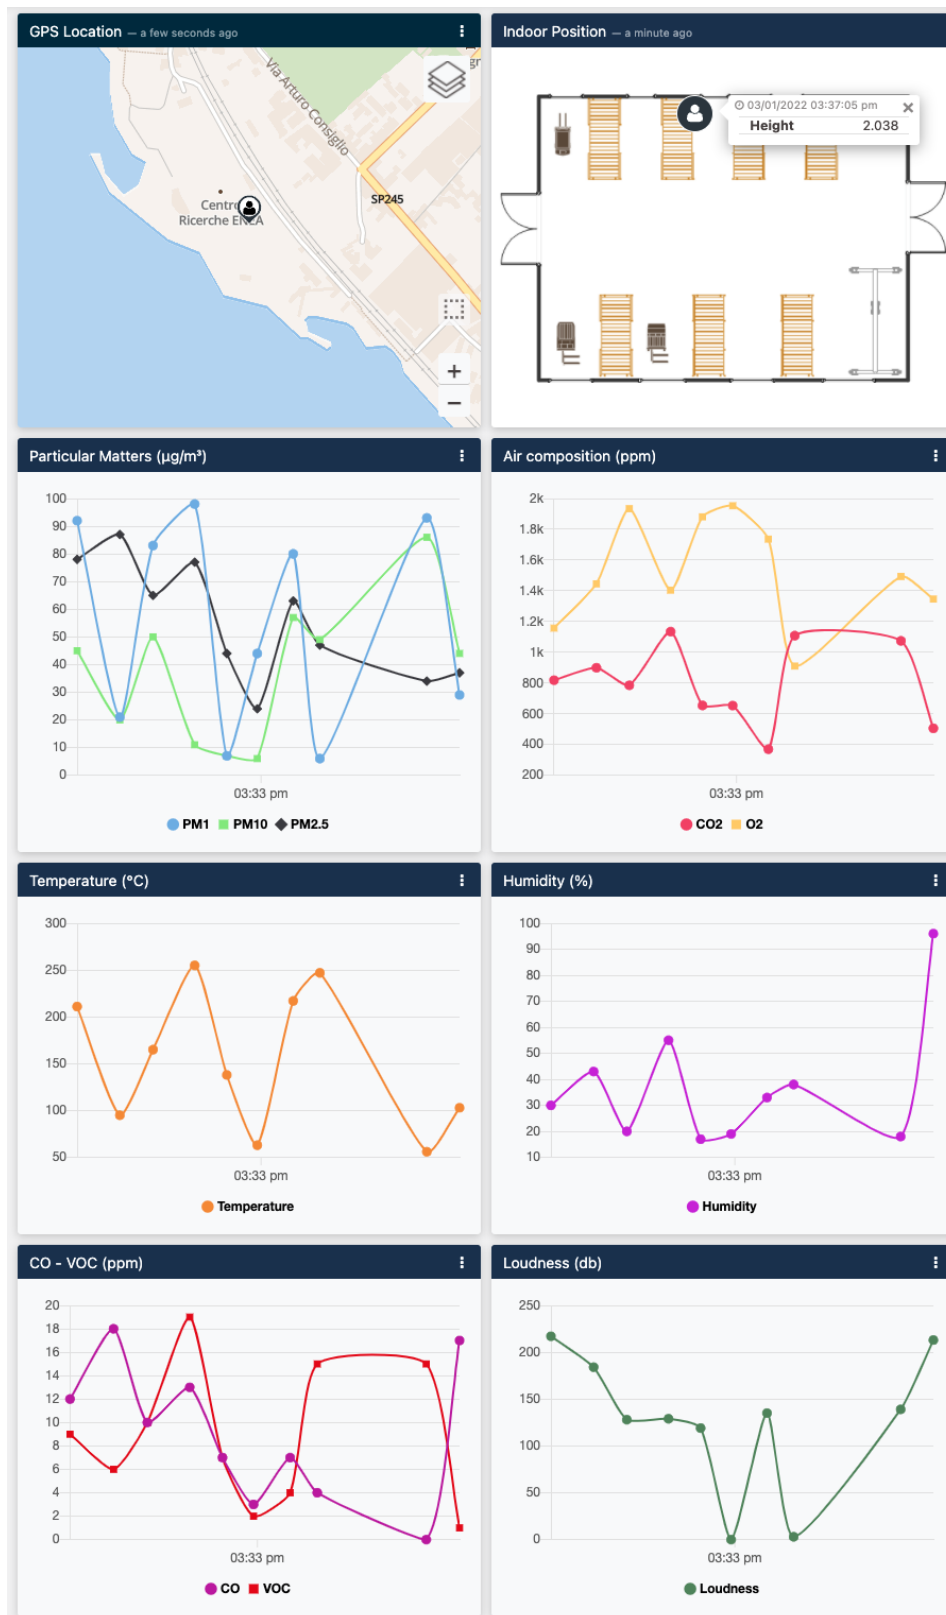 GPS Location — a few seconds ago
Via Arturo Consiglio
SP245
Centro
Ricerche ENEA
+
−
Indoor Position — a minute ago
03/01/2022 03:37:05 pm
Height 2.038
Particular Matters (µg/m³)
100
90
80
70
60
50
40
30
20
10
0
03:33 pm
PM1 PM10 PM2.5
Air composition (ppm)
2k
1.8k
1.6k
1.4k
1.2k
1k
800
600
400
200
03:33 pm
CO2 O2
Temperature (°C)
300
250
200
150
100
50
03:33 pm
Temperature
Humidity (%)
100
90
80
70
60
50
40
30
20
10
03:33 pm
Humidity
CO - VOC (ppm)
20
18
16
14
12
10
8
6
4
2
0
03:33 pm
CO VOC
Loudness (db)
250
200
150
100
50
0
03:33 pm
Loudness